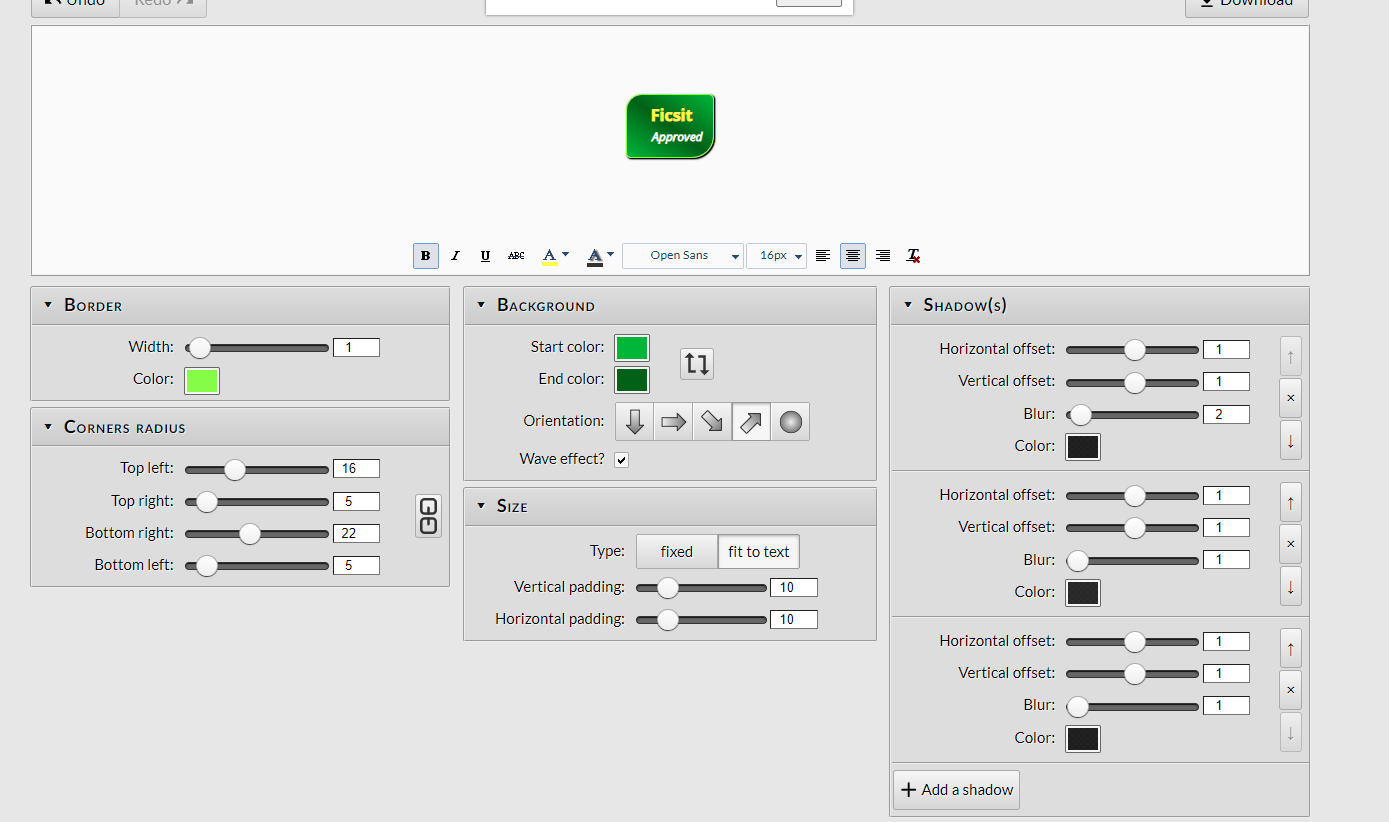 Undo
Redo
Download
Ficsit
Approved
B I U ABC A A Open Sans 16px
Border
Width: 1
Color:
Corners radius
Top left: 16
Top right: 5
Bottom right: 22
Bottom left: 5
Background
Start color:
End color:
Orientation:
Wave effect?
Size
Type: fixed fit to text
Vertical padding: 10
Horizontal padding: 10
Shadow(s)
Horizontal offset: 1
Vertical offset: 1
Blur: 2
Color:
Horizontal offset: 1
Vertical offset: 1
Blur: 1
Color:
Horizontal offset: 1
Vertical offset: 1
Blur: 1
Color:
Add a shadow